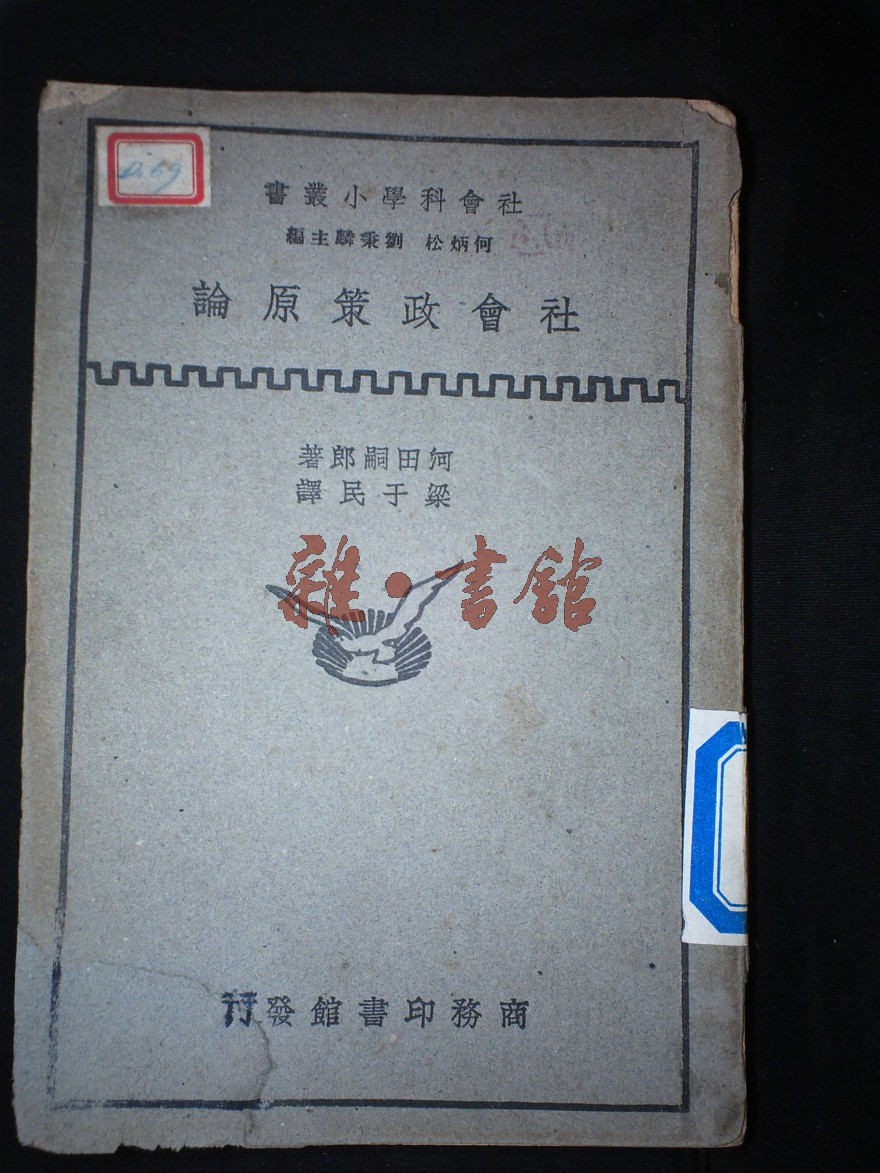 D.69
社會科學小叢書
何炳松 劉秉麟主編
社會政策原論
河田嗣郎著
梁于民譯
雜·書館
商務印書館發行